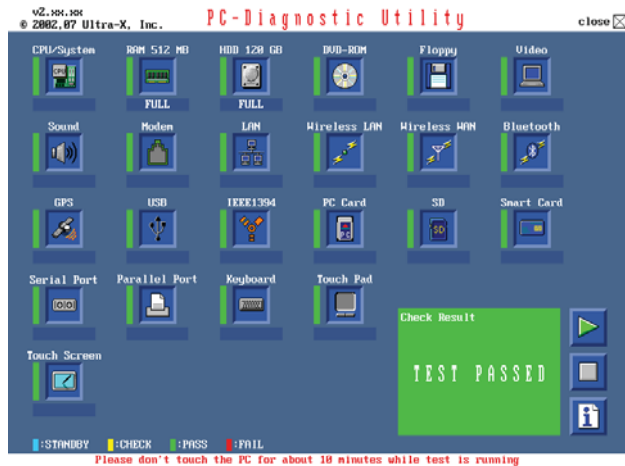 v2.xx.xx
© 2002,07 Ultra-X, Inc.
PC-Diagnostic Utility
close
CPU/System RAM 512 MB HDD 120 GB DVD-ROM Floppy Video
FULL FULL
Sound Modem LAN Wireless LAN Wireless WAN Bluetooth
GPS USB IEEE1394 PC Card SD Smart Card
SD
Serial Port Parallel Port Keyboard Touch Pad
Check Result
TEST PASSED
Touch Screen
:STANDBY :CHECK :PASS :FAIL
Please don't touch the PC for about 10 minutes while test is running